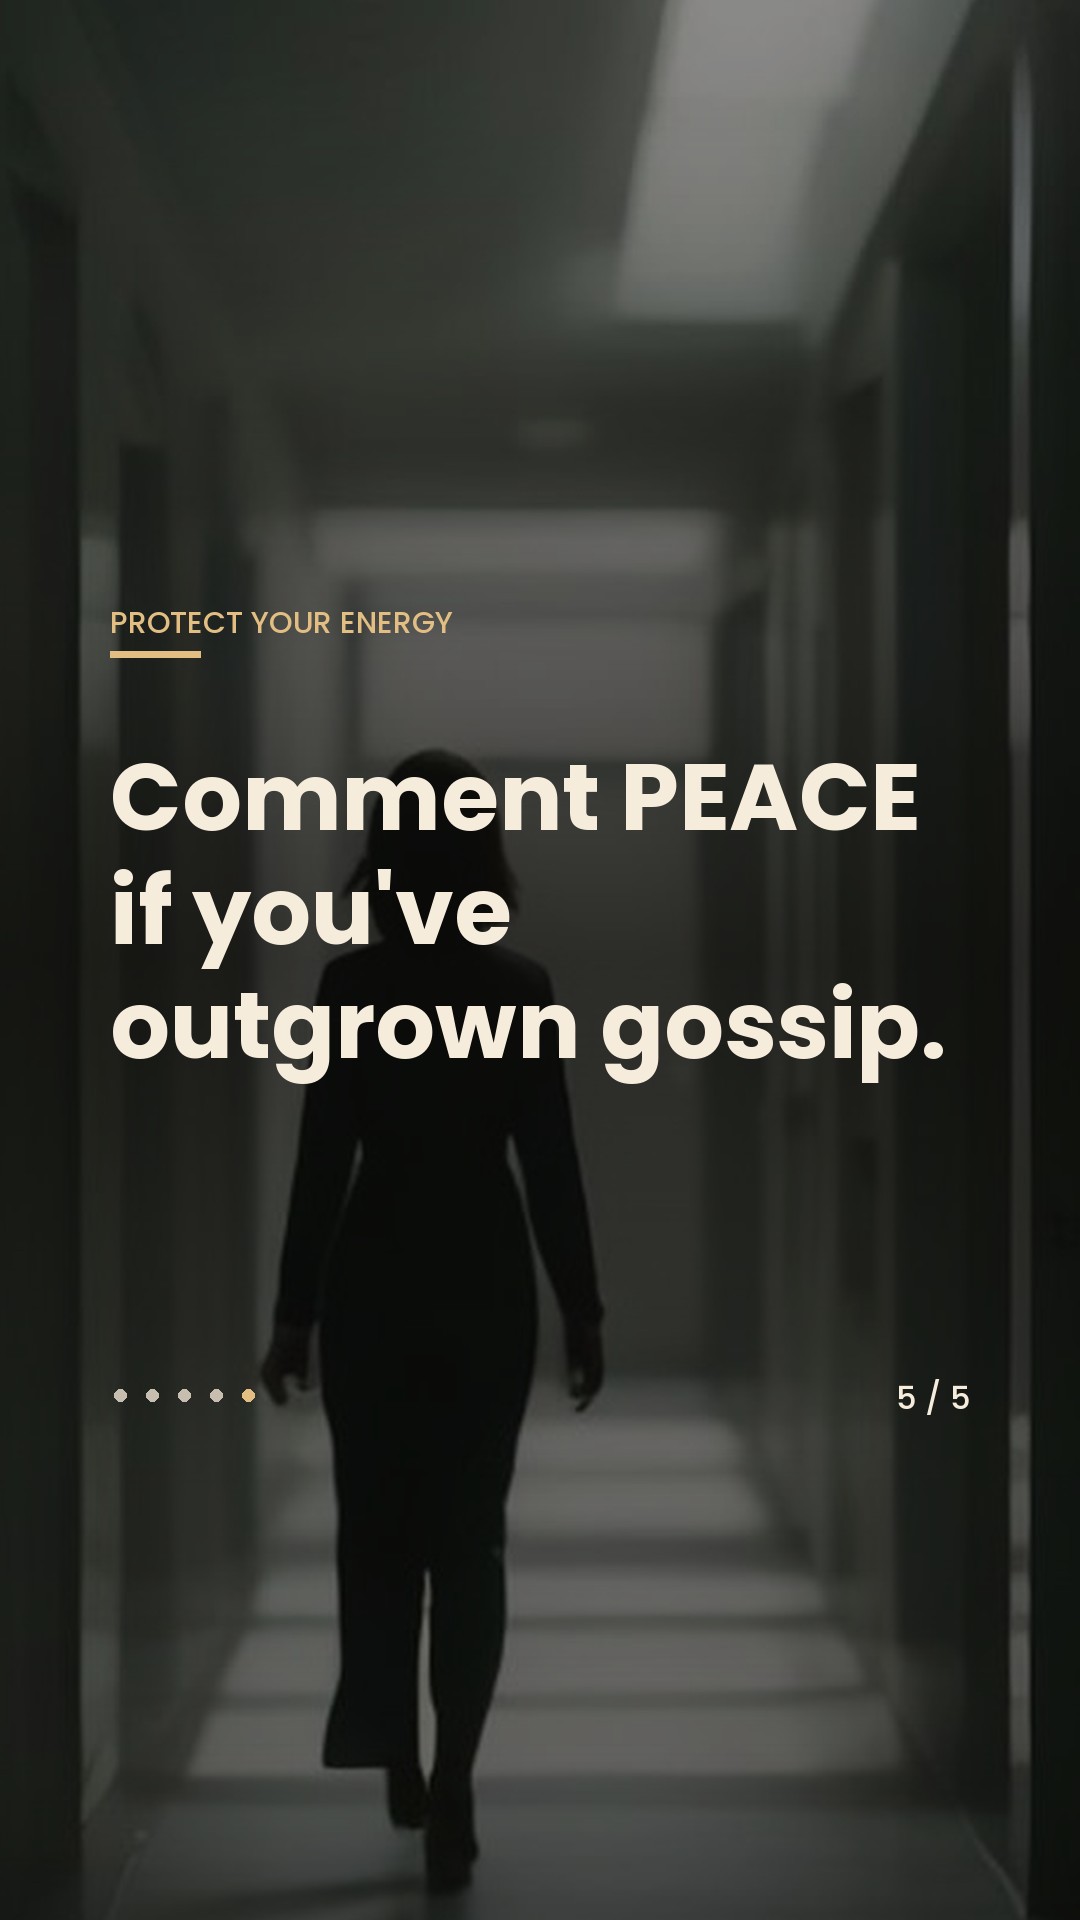 PROTECT YOUR ENERGY
Comment PEACE
if you've
outgrown gossip.
5 / 5